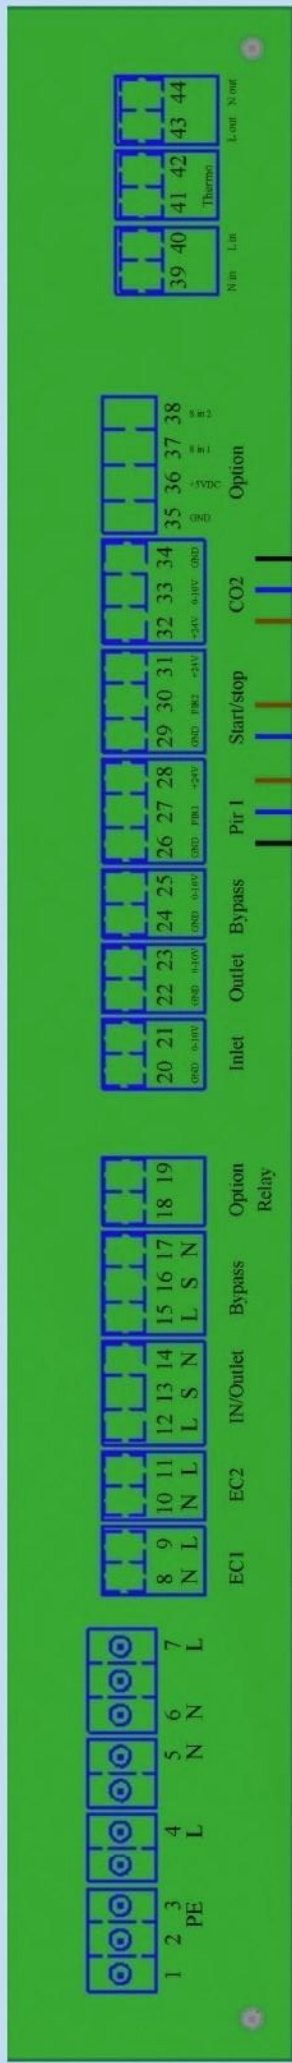 1 2 3
PE
4
L
5
N
6 7
N L
8 9
N L
EC1
10 11
N L
EC2
12 13 14
L S N
IN/Outlet
15 16 17
L S N
Bypass
18 19
Option
Relay
20 21
GND 0-10V
Inlet
22 23
GND 0-10V
Outlet
24 25
GND 0-10V
Bypass
26 27 28
GND PIR1 +24V
Pir 1
29 30 31
GND PIR2 +24V
Start/stop
32 33 34
+24V 0-10V GND
CO2
35 36 37 38
GND +5VDC S in 1 S in 2
Option
39 40
N in L in
41 42
Thermo
43 44
L out N out